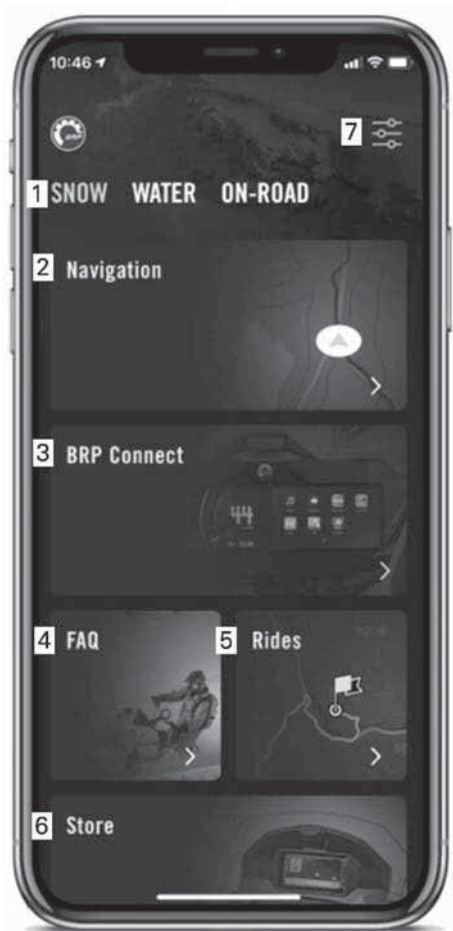 10:46
7
1 SNOW WATER ON-ROAD
2 Navigation
3 BRP Connect
4 FAQ
5 Rides
6 Store